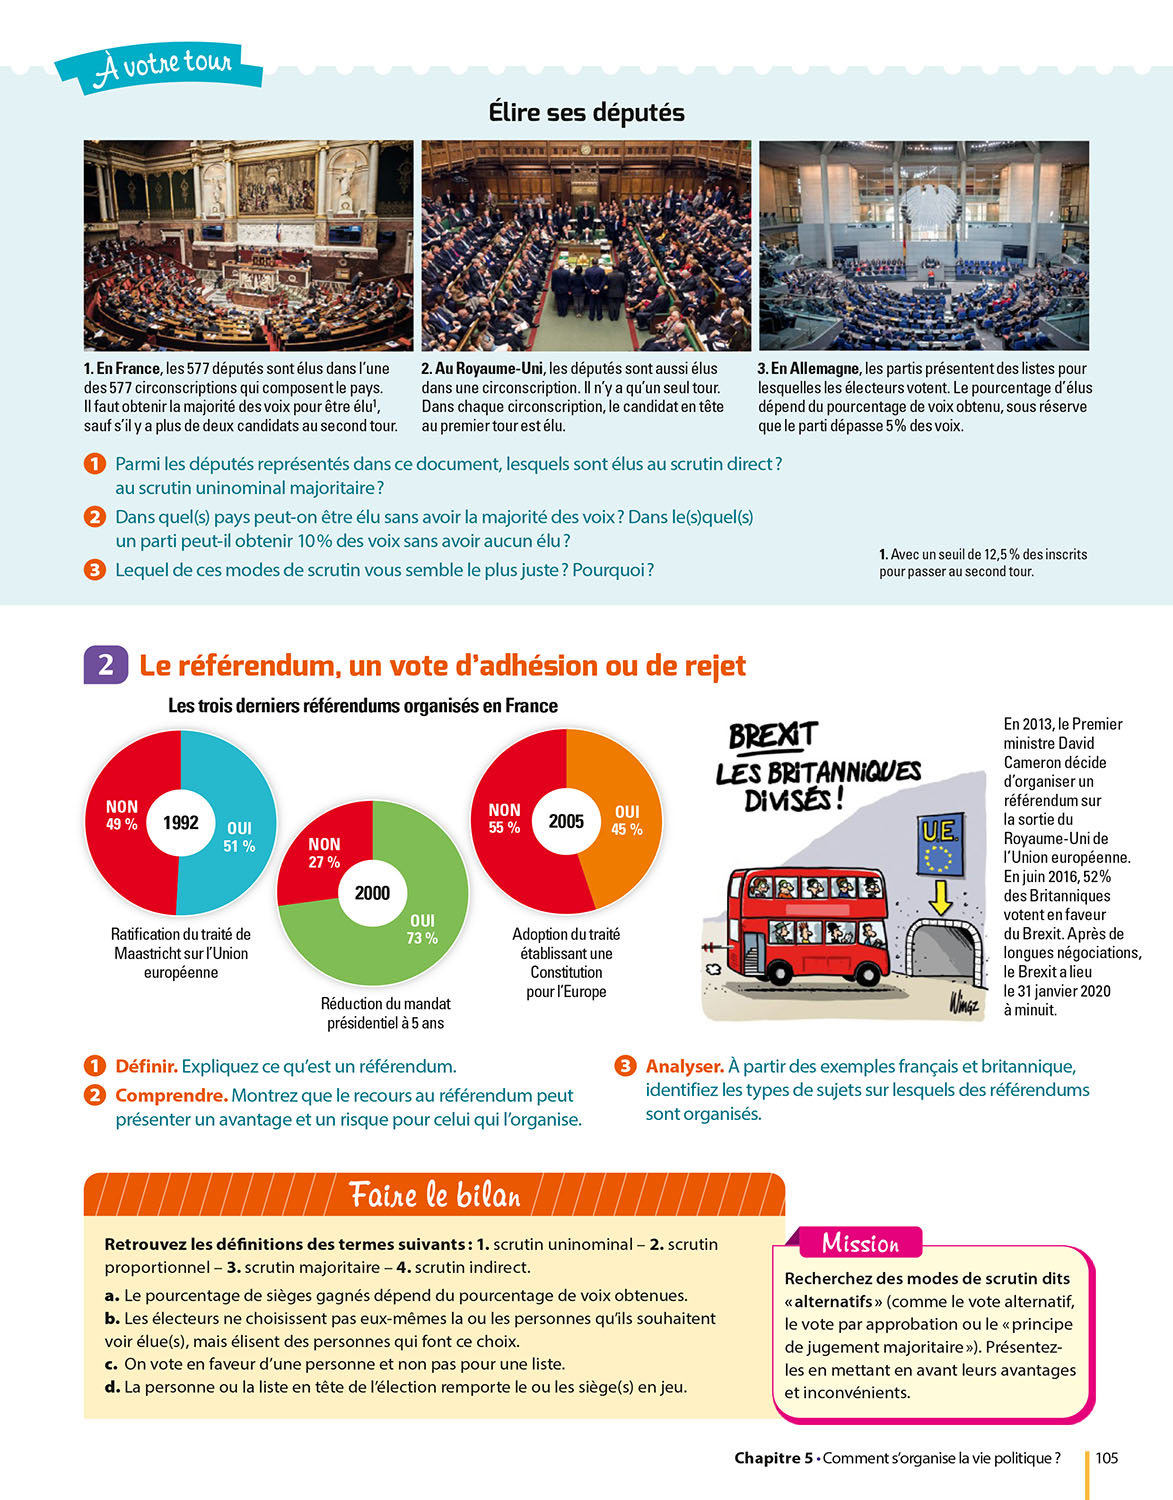 À votre tour
Élire ses députés
1. En France, les 577 députés sont élus dans l'une
des 577 circonscriptions qui composent le pays.
Il faut obtenir la majorité des voix pour être élu¹,
sauf s'il y a plus de deux candidats au second tour.
2. Au Royaume-Uni, les députés sont aussi élus
dans une circonscription. Il n'y a qu'un seul tour.
Dans chaque circonscription, le candidat en tête
au premier tour est élu.
3. En Allemagne, les partis présentent des listes pour
lesquelles les électeurs votent. Le pourcentage d'élus
dépend du pourcentage de voix obtenu, sous réserve
que le parti dépasse 5 % des voix.
1 Parmi les députés représentés dans ce document, lesquels sont élus au scrutin direct ?
au scrutin uninominal majoritaire ?
2 Dans quel(s) pays peut-on être élu sans avoir la majorité des voix ? Dans le(s)quel(s)
un parti peut-il obtenir 10 % des voix sans avoir aucun élu ?
3 Lequel de ces modes de scrutin vous semble le plus juste ? Pourquoi ?
1. Avec un seuil de 12,5 % des inscrits
pour passer au second tour.
2 Le référendum, un vote d'adhésion ou de rejet
Les trois derniers référendums organisés en France
NON
49 %
1992
OUI
51 %
Ratification du traité de
Maastricht sur l'Union
européenne
NON
27 %
2000
OUI
73 %
Réduction du mandat
présidentiel à 5 ans
NON
55 %
2005
OUI
45 %
Adoption du traité
établissant une
Constitution
pour l'Europe
BREXIT
LES BRITANNIQUES
DIVISÉS !
U.E.
Wingz
En 2013, le Premier
ministre David
Cameron décide
d'organiser un
référendum sur
la sortie du
Royaume-Uni de
l'Union européenne.
En juin 2016, 52 %
des Britanniques
votent en faveur
du Brexit. Après de
longues négociations,
le Brexit a lieu
le 31 janvier 2020
à minuit.
1 Définir. Expliquez ce qu'est un référendum.
2 Comprendre. Montrez que le recours au référendum peut
présenter un avantage et un risque pour celui qui l'organise.
3 Analyser. À partir des exemples français et britannique,
identifiez les types de sujets sur lesquels des référendums
sont organisés.
Faire le bilan
Retrouvez les définitions des termes suivants : 1. scrutin uninominal – 2. scrutin
proportionnel – 3. scrutin majoritaire – 4. scrutin indirect.
a. Le pourcentage de sièges gagnés dépend du pourcentage de voix obtenues.
b. Les électeurs ne choisissent pas eux-mêmes la ou les personnes qu'ils souhaitent
voir élue(s), mais élisent des personnes qui font ce choix.
c. On vote en faveur d'une personne et non pas pour une liste.
d. La personne ou la liste en tête de l'élection remporte le ou les siège(s) en jeu.
Mission
Recherchez des modes de scrutin dits
« alternatifs » (comme le vote alternatif,
le vote par approbation ou le « principe
de jugement majoritaire »). Présentez-
les en mettant en avant leurs avantages
et inconvénients.
Chapitre 5 • Comment s'organise la vie politique ? 105